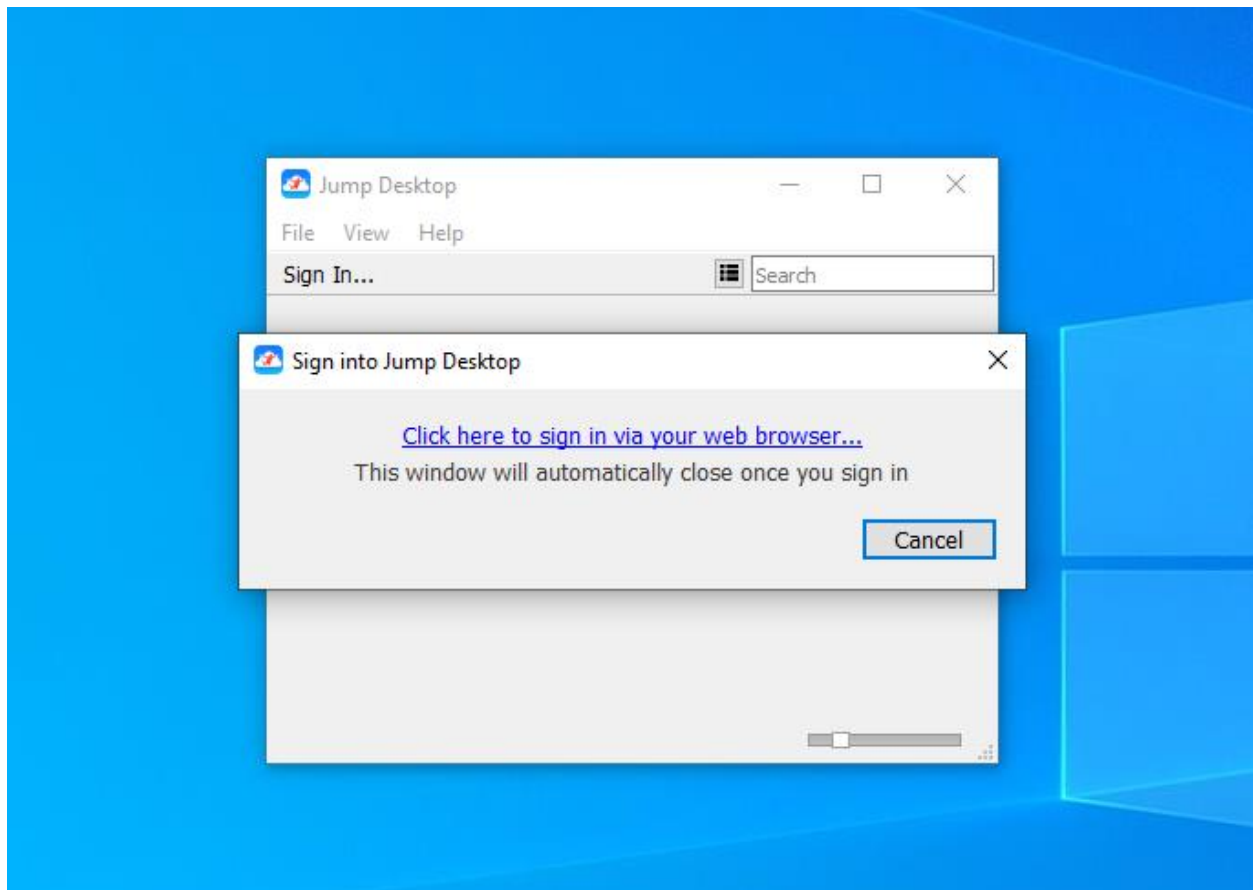 Jump Desktop
File View Help
Sign In... Search
Sign into Jump Desktop
Click here to sign in via your web browser...
This window will automatically close once you sign in
Cancel